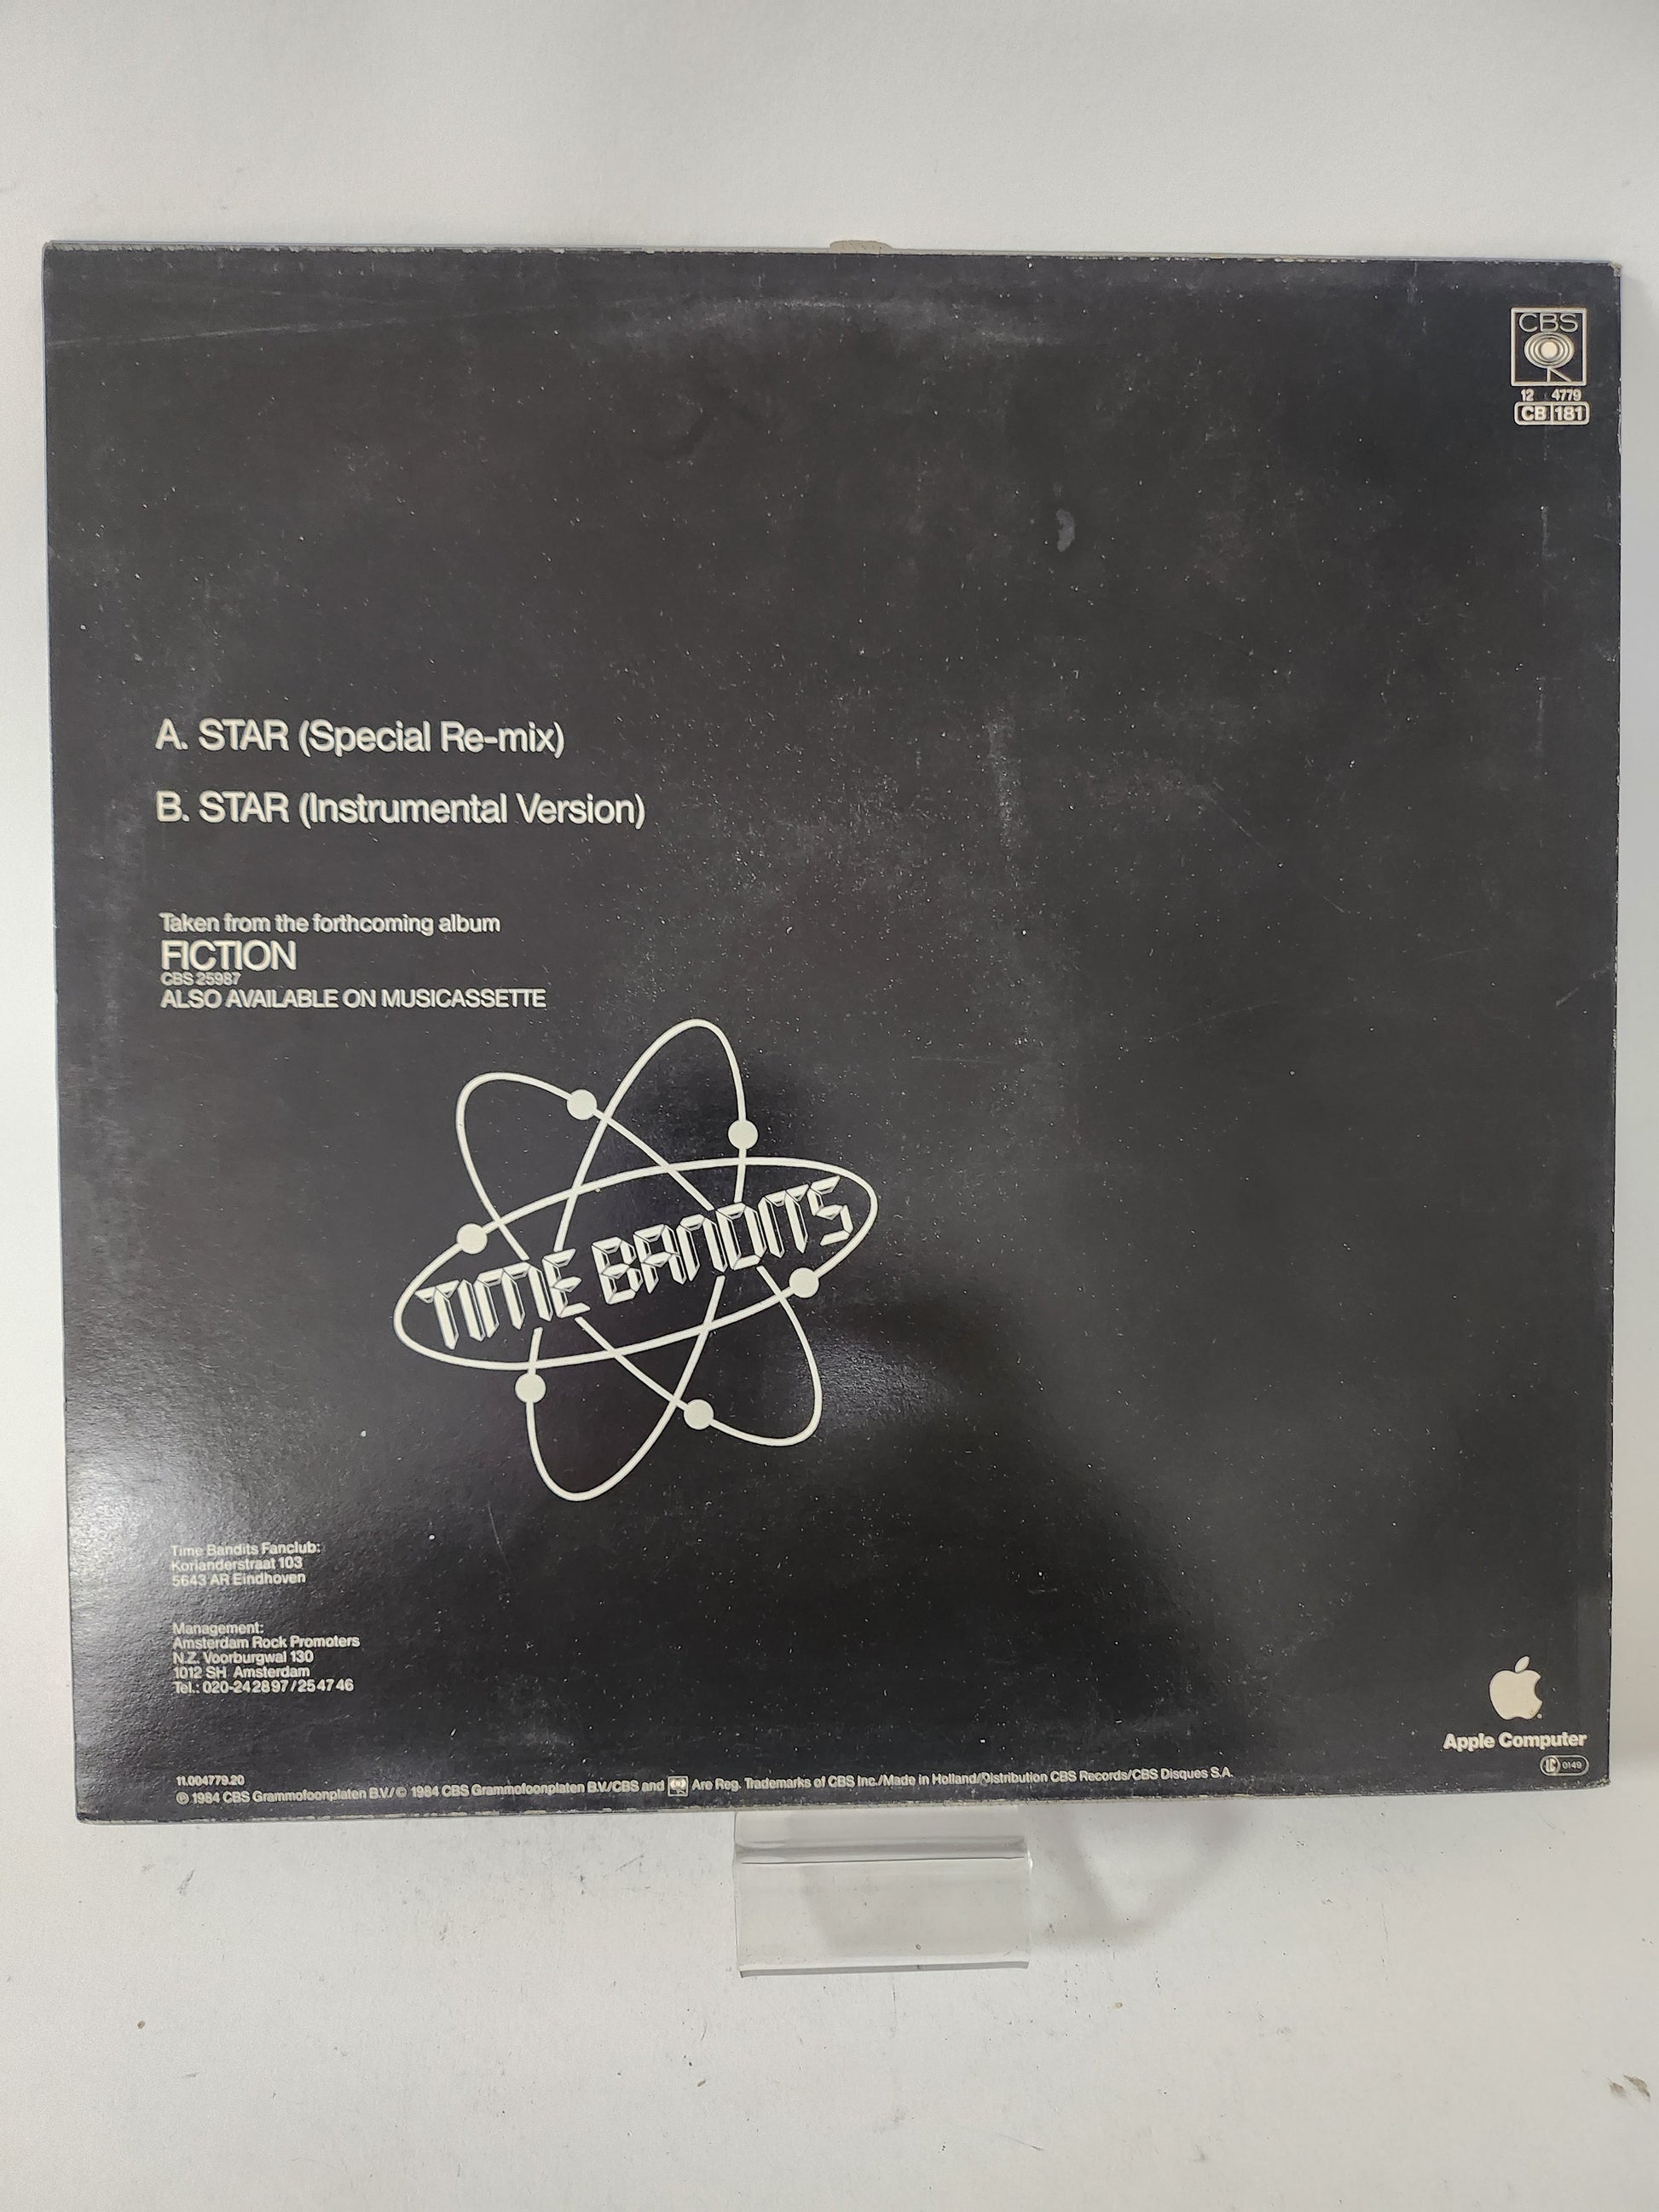 CBS
12 4779
CB 181
A. STAR (Special Re-mix)
B. STAR (Instrumental Version)
Taken from the forthcoming album
FICTION
CBS 25987
ALSO AVAILABLE ON MUSICASSETTE
TIME BANDITS
Time Bandits Fanclub:
Korianderstraat 103
5643 AR Eindhoven
Management:
Amsterdam Rock Promoters
N.Z. Voorburgwal 130
1012 SH Amsterdam
Tel.: 020-242897/254746
Apple Computer
LC 0149
11.004779.20
℗ 1984 CBS Grammofoonplaten B.V./© 1984 CBS Grammofoonplaten B.V./CBS and Are Reg. Trademarks of CBS Inc./Made in Holland/Distribution CBS Records/CBS Disques S.A.